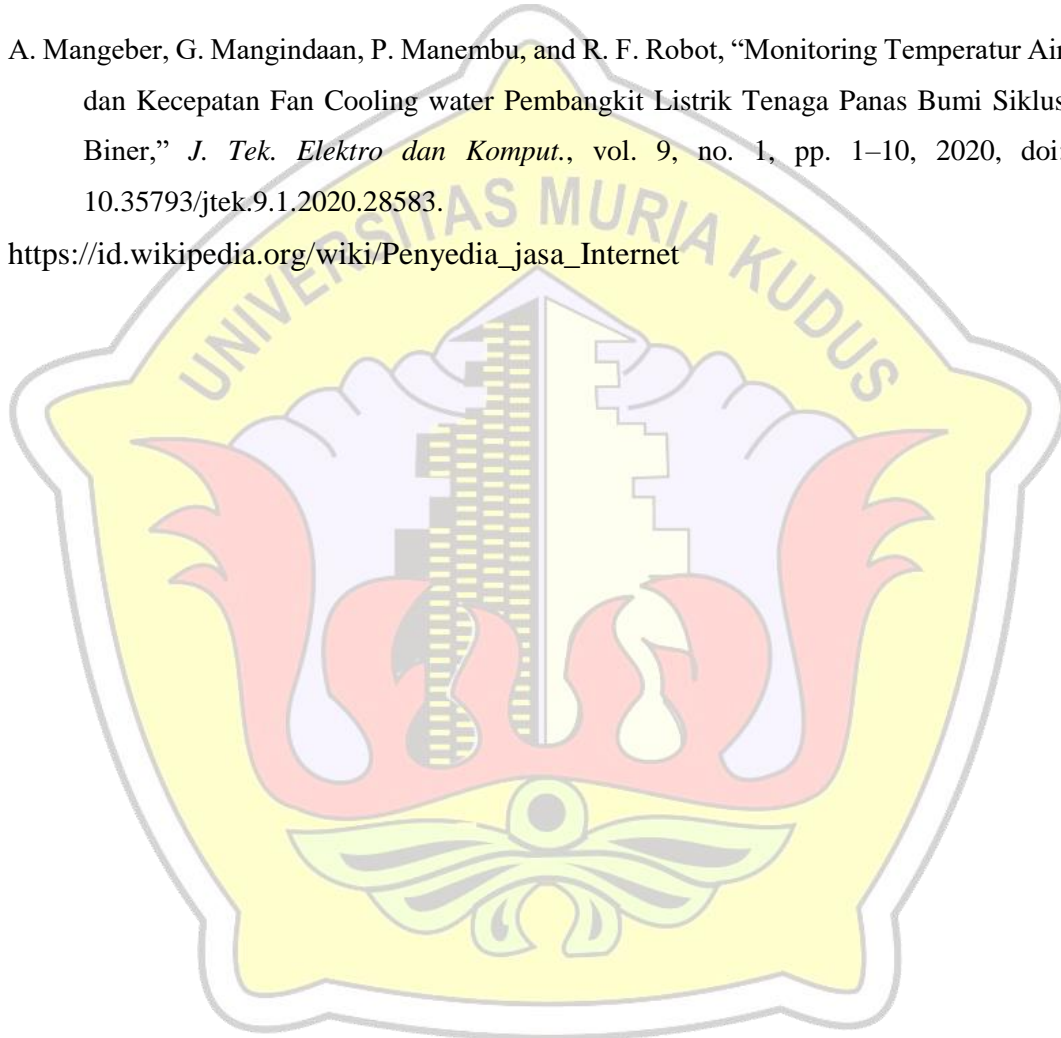 A. Mangeber, G. Mangindaan, P. Manembu, and R. F. Robot, “Monitoring Temperatur Air
dan Kecepatan Fan Cooling water Pembangkit Listrik Tenaga Panas Bumi Siklus
Biner,” J. Tek. Elektro dan Komput., vol. 9, no. 1, pp. 1–10, 2020, doi:
10.35793/jtek.9.1.2020.28583.
https://id.wikipedia.org/wiki/Penyedia_jasa_Internet
UNIVERSITAS MURIA KUDUS